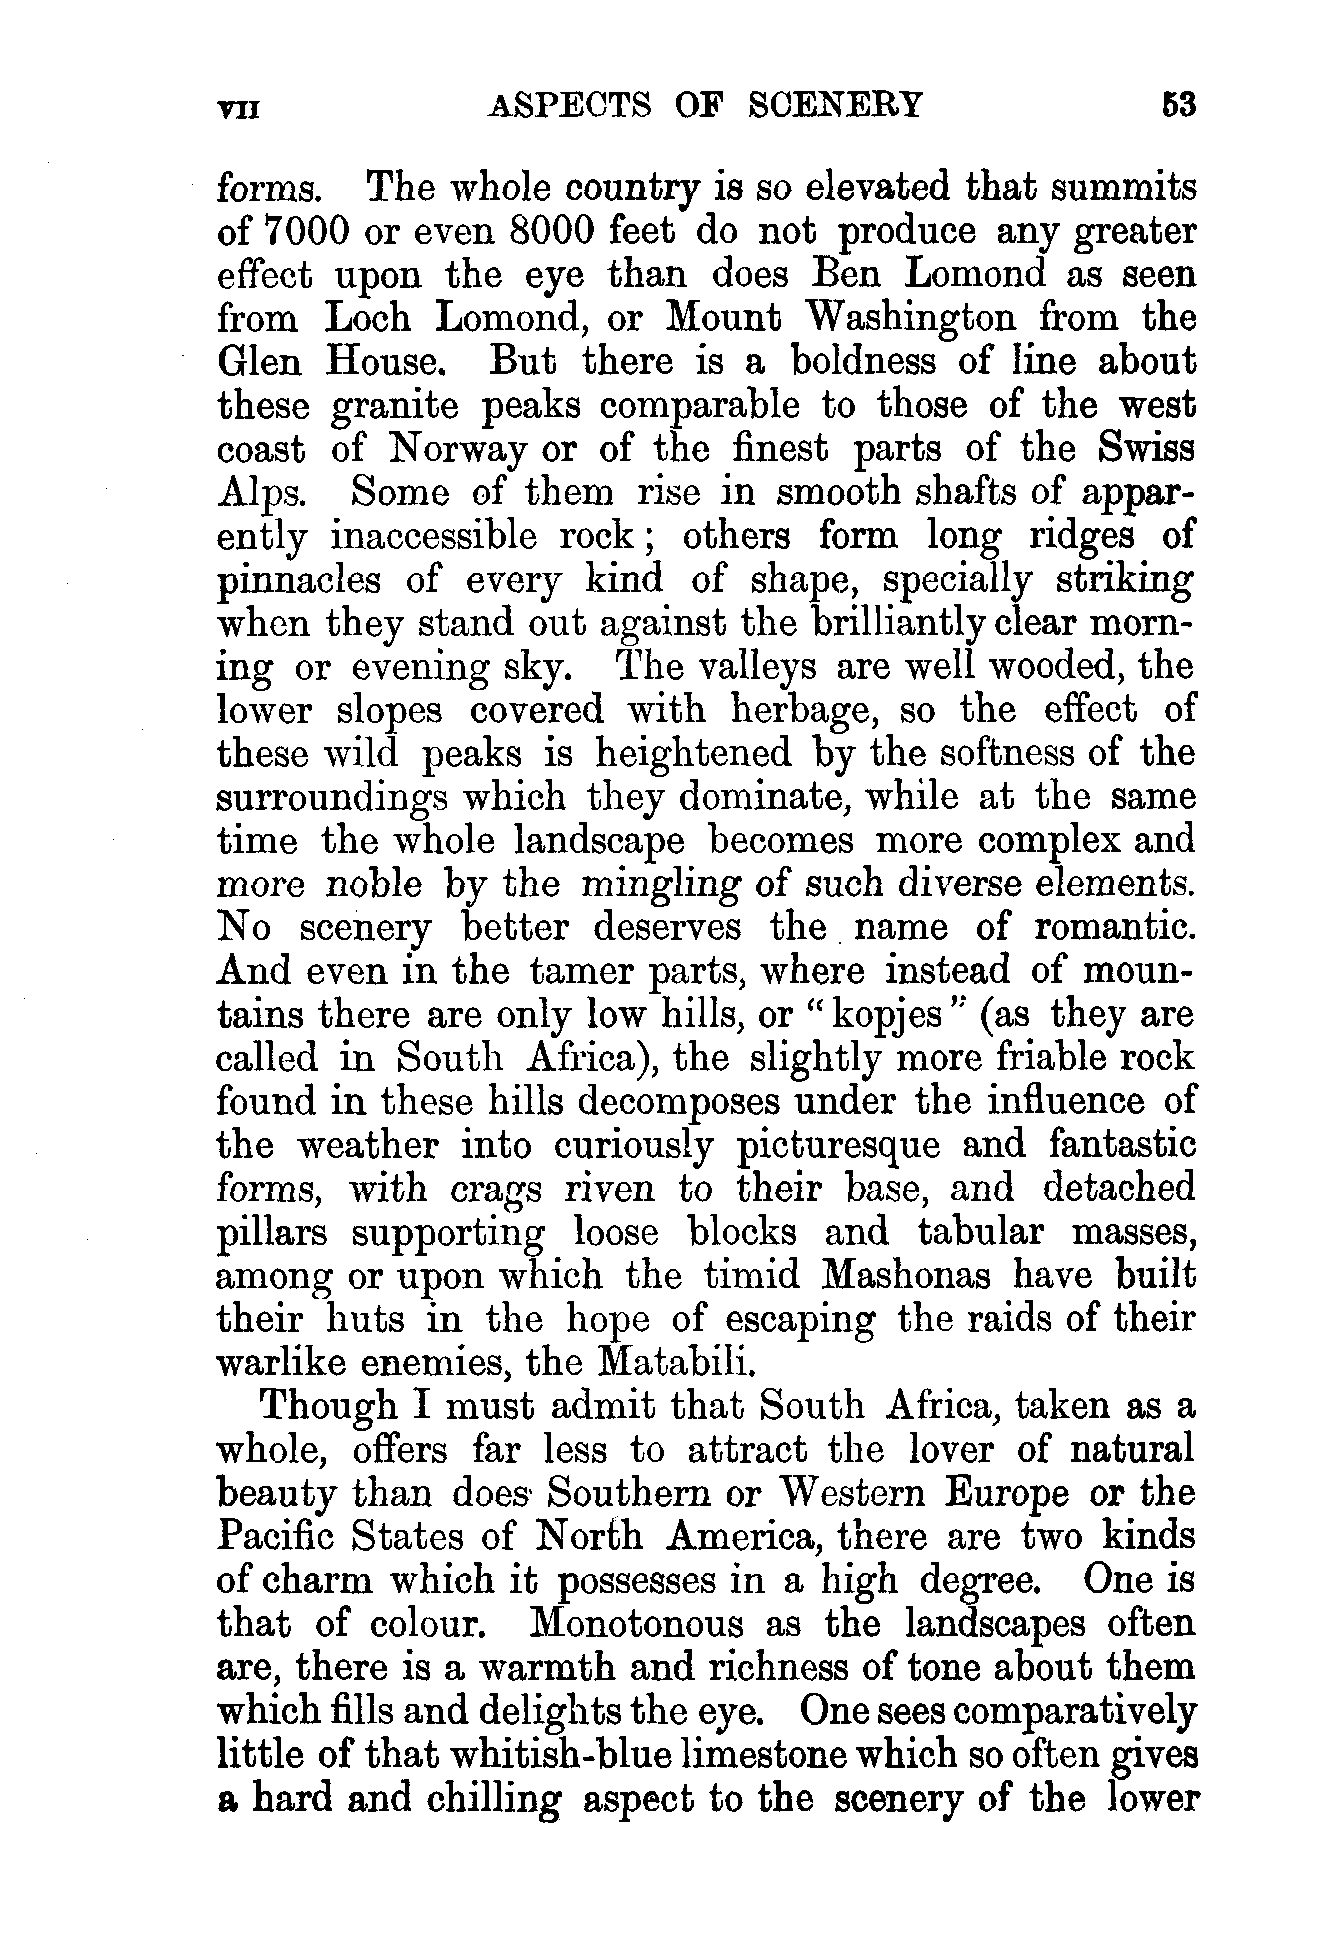 VII ASPECTS OF SCENERY 53
forms. The whole country is so elevated that summits
of 7000 or even 8000 feet do not produce any greater
effect upon the eye than does Ben Lomond as seen
from Loch Lomond, or Mount Washington from the
Glen House. But there is a boldness of line about
these granite peaks comparable to those of the west
coast of Norway or of the finest parts of the Swiss
Alps. Some of them rise in smooth shafts of appar-
ently inaccessible rock; others form long ridges of
pinnacles of every kind of shape, specially striking
when they stand out against the brilliantly clear morn-
ing or evening sky. The valleys are well wooded, the
lower slopes covered with herbage, so the effect of
these wild peaks is heightened by the softness of the
surroundings which they dominate, while at the same
time the whole landscape becomes more complex and
more noble by the mingling of such diverse elements.
No scenery better deserves the name of romantic.
And even in the tamer parts, where instead of moun-
tains there are only low hills, or "kopjes" (as they are
called in South Africa), the slightly more friable rock
found in these hills decomposes under the influence of
the weather into curiously picturesque and fantastic
forms, with crags riven to their base, and detached
pillars supporting loose blocks and tabular masses,
among or upon which the timid Mashonas have built
their huts in the hope of escaping the raids of their
warlike enemies, the Matabili.
Though I must admit that South Africa, taken as a
whole, offers far less to attract the lover of natural
beauty than does Southern or Western Europe or the
Pacific States of North America, there are two kinds
of charm which it possesses in a high degree. One is
that of colour. Monotonous as the landscapes often
are, there is a warmth and richness of tone about them
which fills and delights the eye. One sees comparatively
little of that whitish-blue limestone which so often gives
a hard and chilling aspect to the scenery of the lower